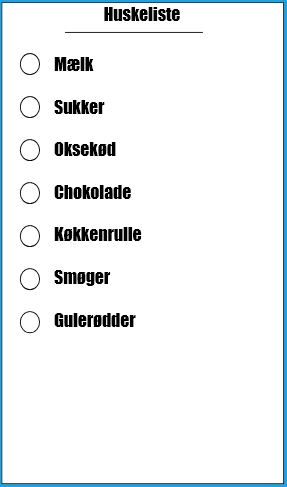 Huskeliste
Mælk
Sukker
Oksekød
Chokolade
Køkkenrulle
Smøger
Gulerødder